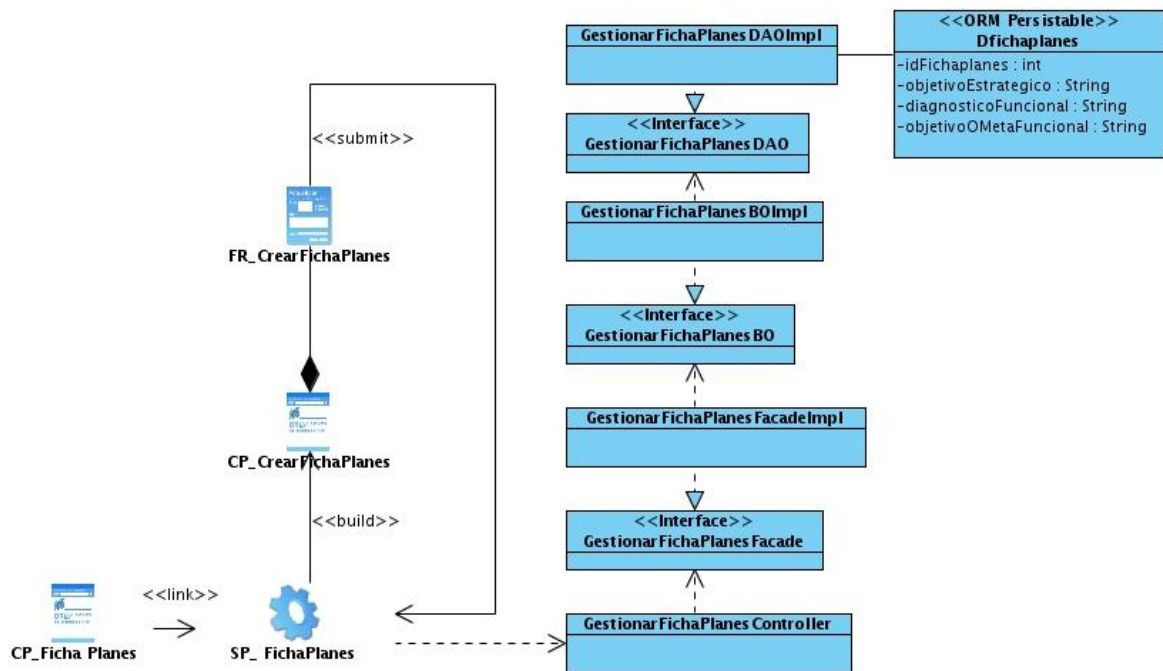 GestionarFichaPlanesDAOImpl
<<ORM Persistable>>
Dfichaplanes
-idFichaplanes : int
-objetivoEstrategico : String
-diagnosticoFuncional : String
-objetivoOMetaFuncional : String
<<Interface>>
GestionarFichaPlanesDAO
<<submit>>
GestionarFichaPlanesBOImpl
FR_CrearFichaPlanes
<<Interface>>
GestionarFichaPlanesBO
GestionarFichaPlanesFacadeImpl
CP_CrearFichaPlanes
<<build>>
<<Interface>>
GestionarFichaPlanesFacade
<<link>>
GestionarFichaPlanesController
CP_Ficha Planes
SP_ FichaPlanes